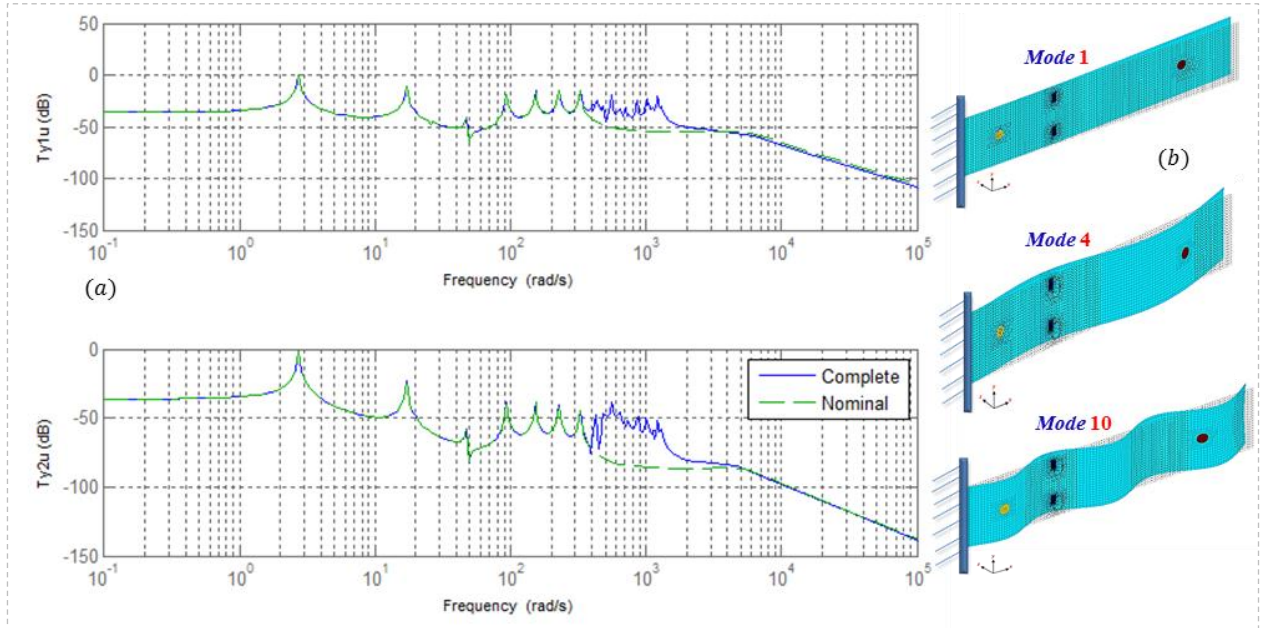 50
0
-50
-100
-150
Ty1u (dB)
10^-1
10^0
10^1
10^2
10^3
10^4
10^5
Frequency (rad/s)
(a)
0
-50
-100
-150
Ty2u (dB)
Complete
Nominal
10^-1
10^0
10^1
10^2
10^3
10^4
10^5
Frequency (rad/s)
Mode 1
(b)
Mode 4
Mode 10